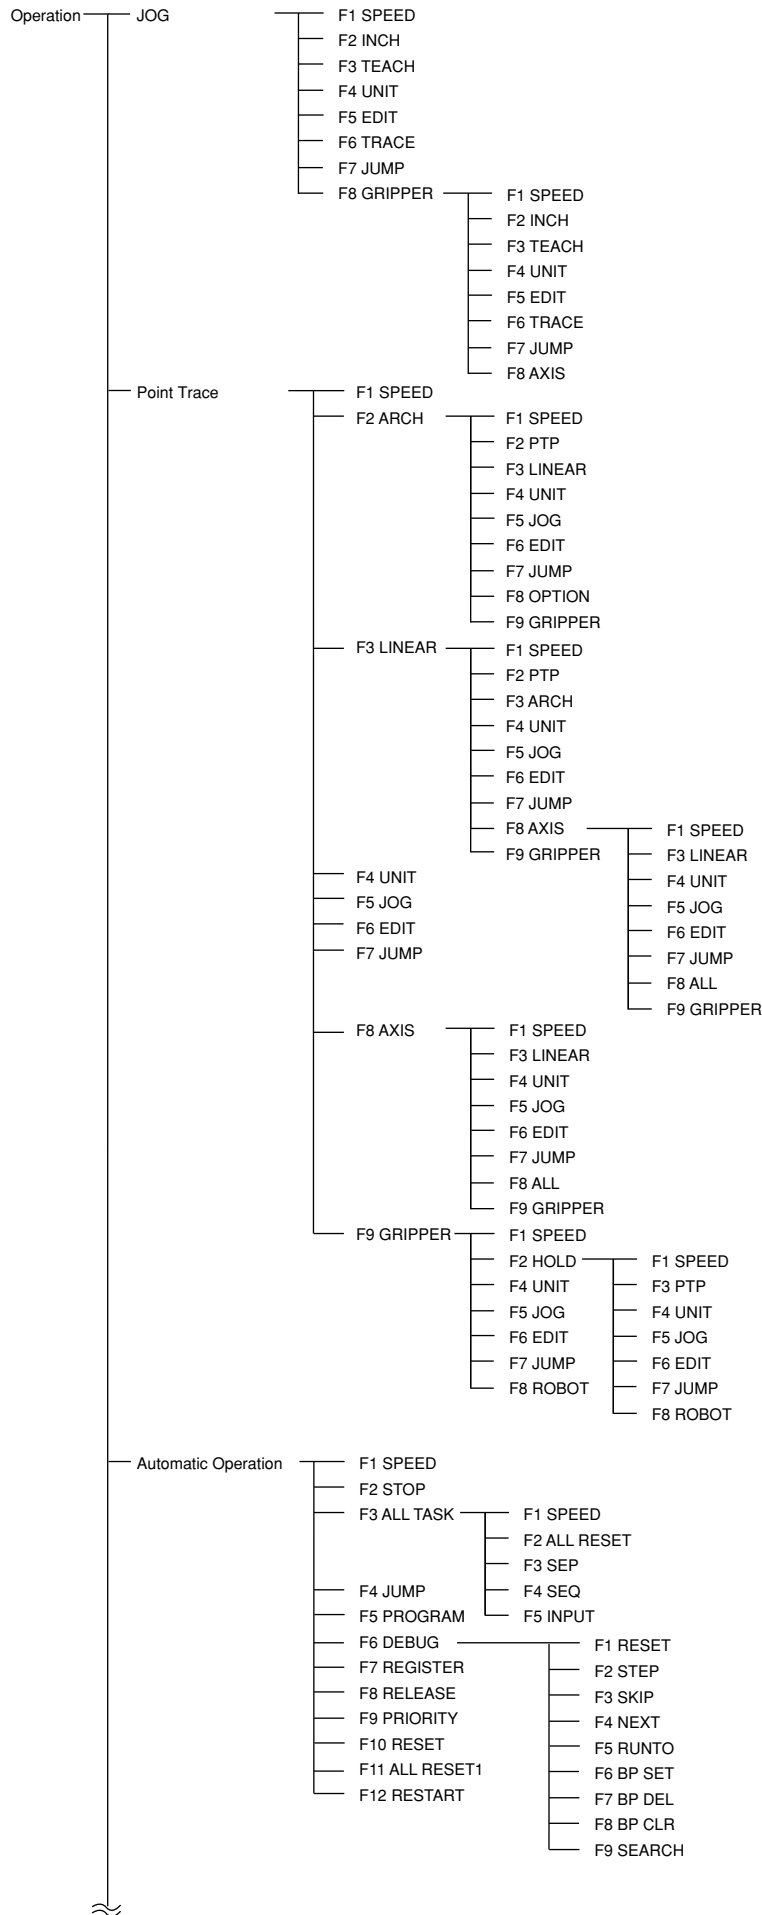 Operation
JOG
F1 SPEED
F2 INCH
F3 TEACH
F4 UNIT
F5 EDIT
F6 TRACE
F7 JUMP
F8 GRIPPER
F1 SPEED
F2 INCH
F3 TEACH
F4 UNIT
F5 EDIT
F6 TRACE
F7 JUMP
F8 AXIS
Point Trace
F1 SPEED
F2 ARCH
F1 SPEED
F2 PTP
F3 LINEAR
F4 UNIT
F5 JOG
F6 EDIT
F7 JUMP
F8 OPTION
F9 GRIPPER
F3 LINEAR
F1 SPEED
F2 PTP
F3 ARCH
F4 UNIT
F5 JOG
F6 EDIT
F7 JUMP
F8 AXIS
F9 GRIPPER
F1 SPEED
F3 LINEAR
F4 UNIT
F5 JOG
F6 EDIT
F7 JUMP
F8 ALL
F9 GRIPPER
F4 UNIT
F5 JOG
F6 EDIT
F7 JUMP
F8 AXIS
F1 SPEED
F3 LINEAR
F4 UNIT
F5 JOG
F6 EDIT
F7 JUMP
F8 ALL
F9 GRIPPER
F9 GRIPPER
F1 SPEED
F2 HOLD
F4 UNIT
F5 JOG
F6 EDIT
F7 JUMP
F8 ROBOT
F1 SPEED
F3 PTP
F4 UNIT
F5 JOG
F6 EDIT
F7 JUMP
F8 ROBOT
Automatic Operation
F1 SPEED
F2 STOP
F3 ALL TASK
F1 SPEED
F2 ALL RESET
F3 SEP
F4 SEQ
F5 INPUT
F4 JUMP
F5 PROGRAM
F6 DEBUG
F1 RESET
F2 STEP
F3 SKIP
F4 NEXT
F5 RUNTO
F6 BP SET
F7 BP DEL
F8 BP CLR
F9 SEARCH
F7 REGISTER
F8 RELEASE
F9 PRIORITY
F10 RESET
F11 ALL RESET1
F12 RESTART